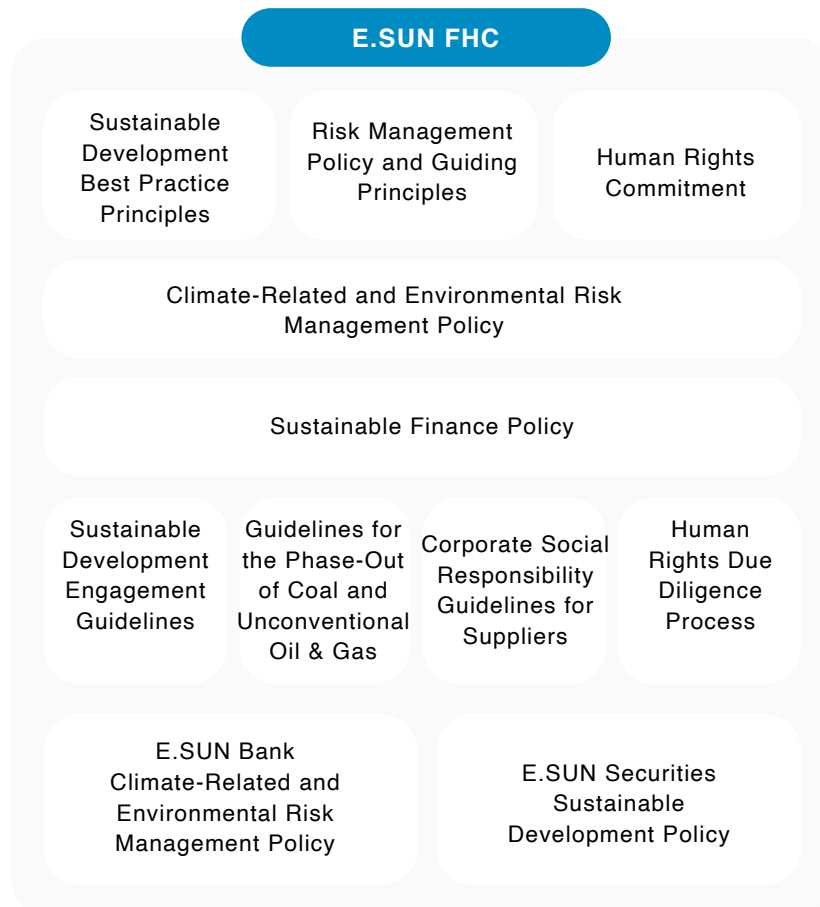 E.SUN FHC
Sustainable
Development
Best Practice
Principles
Risk Management
Policy and Guiding
Principles
Human Rights
Commitment
Climate-Related and Environmental Risk
Management Policy
Sustainable Finance Policy
Sustainable
Development
Engagement
Guidelines
Guidelines for
the Phase-Out
of Coal and
Unconventional
Oil & Gas
Corporate Social
Responsibility
Guidelines for
Suppliers
Human
Rights Due
Diligence
Process
E.SUN Bank
Climate-Related and
Environmental Risk
Management Policy
E.SUN Securities
Sustainable
Development Policy